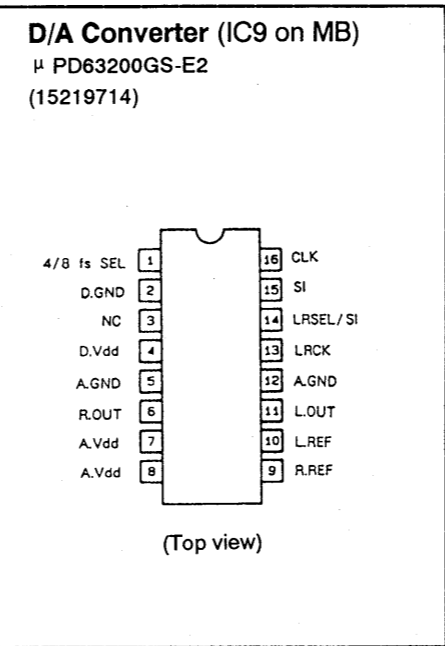 D/A Converter (IC9 on MB)
μ PD63200GS-E2
(15219714)
4/8 fs SEL 1 16 CLK
D.GND 2 15 SI
NC 3 14 LRSEL/SI
D.Vdd 4 13 LRCK
A.GND 5 12 A.GND
R.OUT 6 11 L.OUT
A.Vdd 7 10 L.REF
A.Vdd 8 9 R.REF
(Top view)